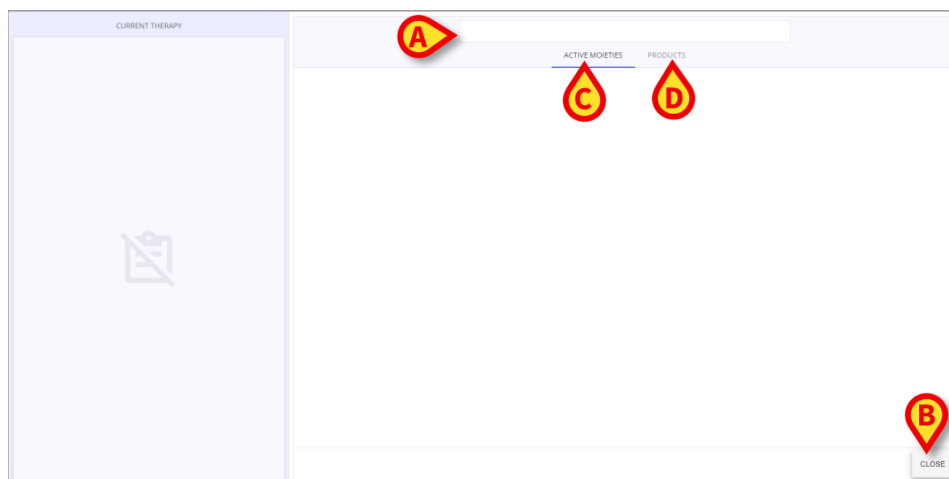 CURRENT THERAPY
A
ACTIVE MOIETIES
PRODUCTS
C
D
B
CLOSE